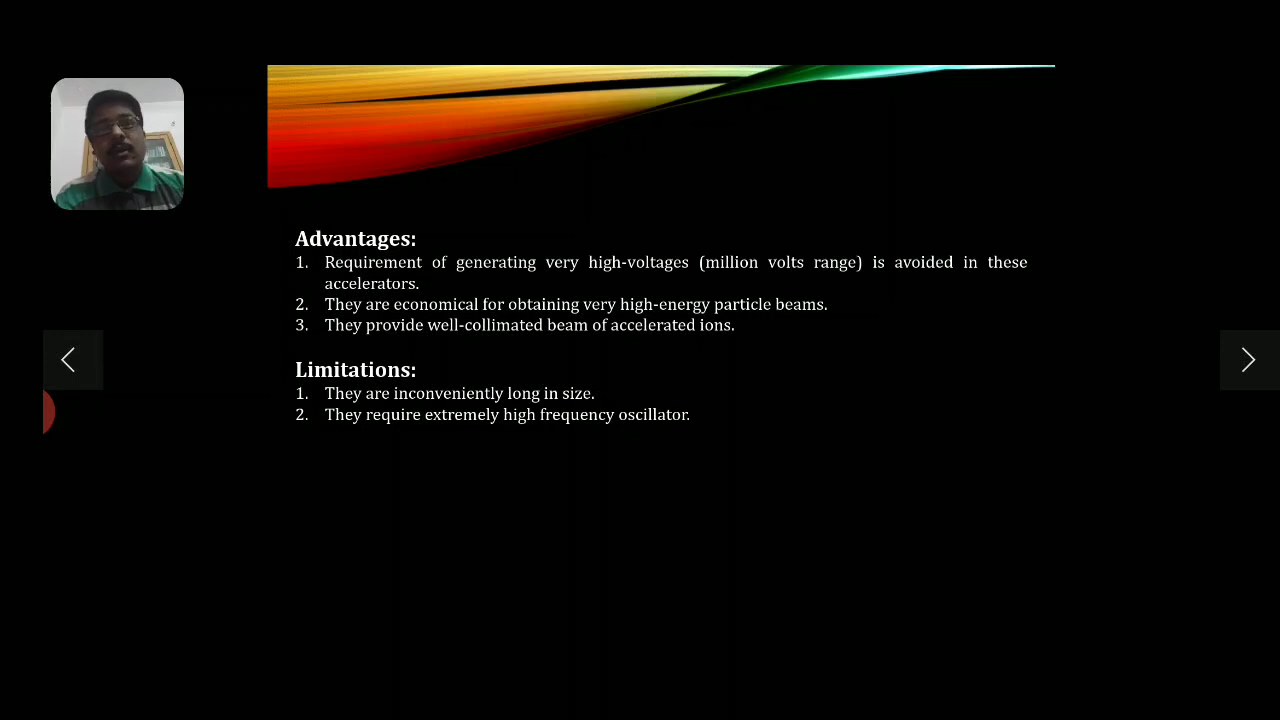 Advantages:
1. Requirement of generating very high-voltages (million volts range) is avoided in these
accelerators.
2. They are economical for obtaining very high-energy particle beams.
3. They provide well-collimated beam of accelerated ions.
Limitations:
1. They are inconveniently long in size.
2. They require extremely high frequency oscillator.